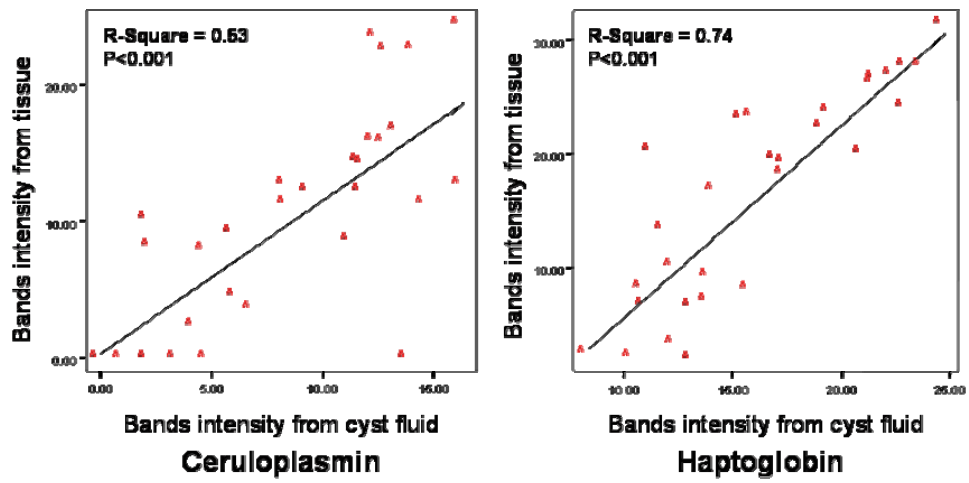 R-Square = 0.53
P<0.001
Bands intensity from tissue
20.00
10.00
0.00
0.00
5.00
10.00
15.00
Bands intensity from cyst fluid
Ceruloplasmin
R-Square = 0.74
P<0.001
Bands intensity from tissue
30.00
20.00
10.00
10.00
15.00
20.00
25.00
Bands intensity from cyst fluid
Haptoglobin